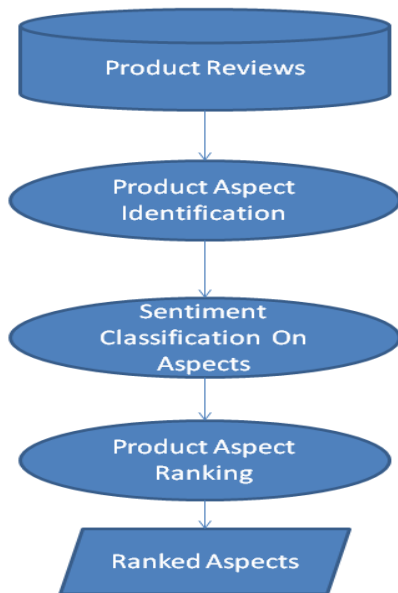 Product Reviews
Product Aspect
Identification
Sentiment
Classification On
Aspects
Product Aspect
Ranking
Ranked Aspects